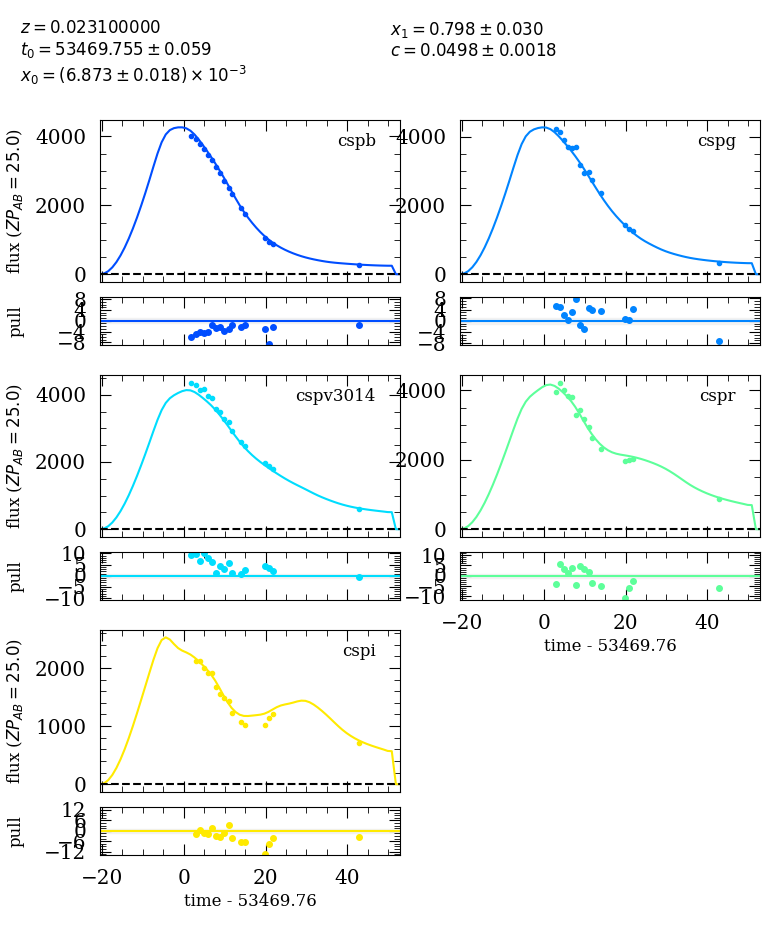 z = 0.023100000
t₀ = 53469.755 ± 0.059
x₀ = (6.873 ± 0.018) × 10⁻³
x₁ = 0.798 ± 0.030
c = 0.0498 ± 0.0018
flux (ZP_AB = 25.0)
4000
2000
0
cspb
4000
2000
0
cspg
pull
8
4
0
−4
−8
8
4
0
−4
−8
flux (ZP_AB = 25.0)
4000
2000
0
cspv3014
4000
2000
0
cspr
pull
10
5
0
−5
−10
10
5
0
−5
−10
−20 0 20 40
time - 53469.76
flux (ZP_AB = 25.0)
2000
1000
0
cspi
pull
12
6
0
−6
−12
−20 0 20 40
time - 53469.76